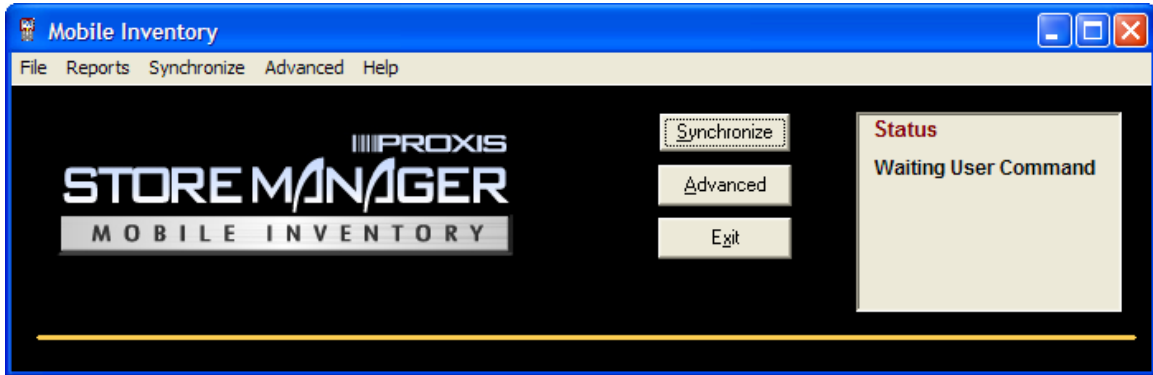 Mobile Inventory
File Reports Synchronize Advanced Help
PROXIS
STORE MANAGER
MOBILE INVENTORY
Synchronize
Advanced
Exit
Status
Waiting User Command